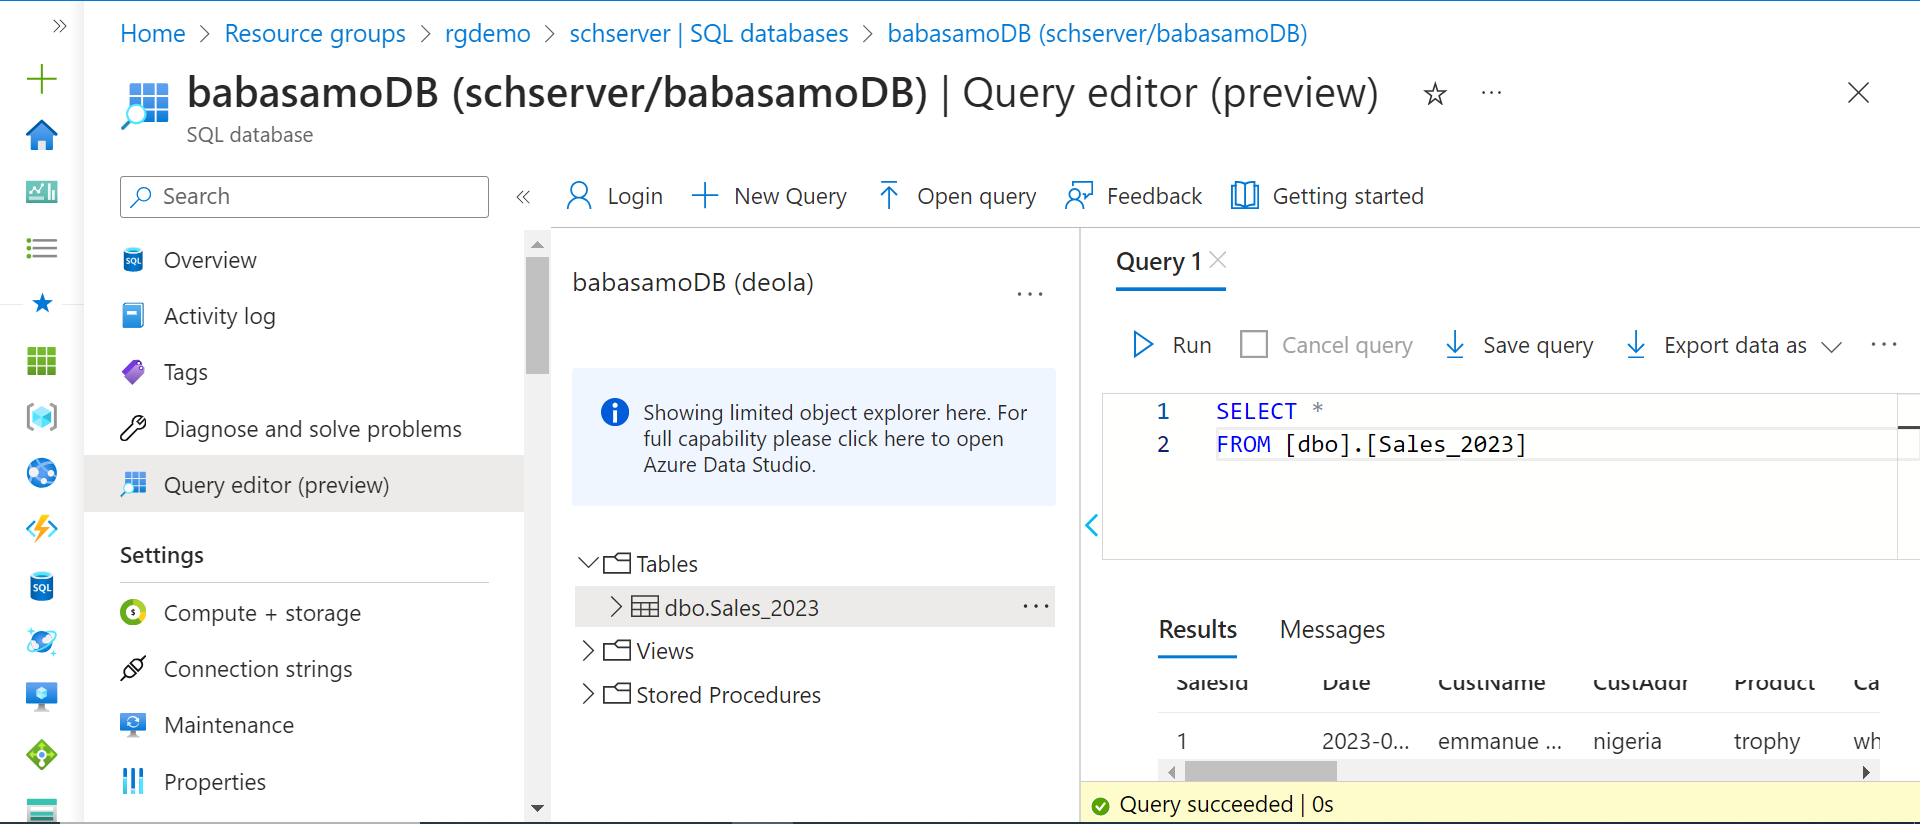 Home > Resource groups > rgdemo > schserver | SQL databases > babasamoDB (schserver/babasamoDB)
babasamoDB (schserver/babasamoDB) | Query editor (preview)
SQL database
Search
Login
New Query
Open query
Feedback
Getting started
Overview
Activity log
Tags
Diagnose and solve problems
Query editor (preview)
Settings
Compute + storage
Connection strings
Maintenance
Properties
babasamoDB (deola)
Showing limited object explorer here. For
full capability please click here to open
Azure Data Studio.
Tables
dbo.Sales_2023
Views
Stored Procedures
Query 1
Run
Cancel query
Save query
Export data as
1 SELECT *
2 FROM [dbo].[Sales_2023]
Results Messages
SalesId Date CustName CustAddr Product Ca
1 2023-0... emmanue ... nigeria trophy wh
Query succeeded | 0s